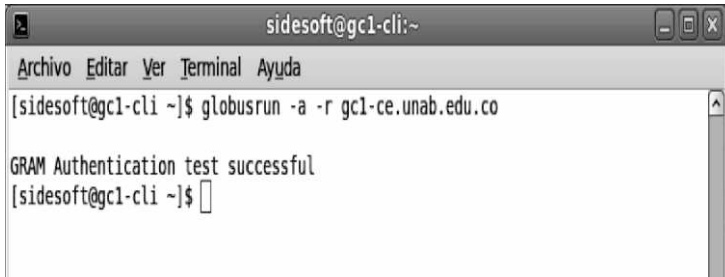 sidesoft@gc1-cli:~
Archivo Editar Ver Terminal Ayuda
[sidesoft@gc1-cli ~]$ globusrun -a -r gc1-ce.unab.edu.co
GRAM Authentication test successful
[sidesoft@gc1-cli ~]$